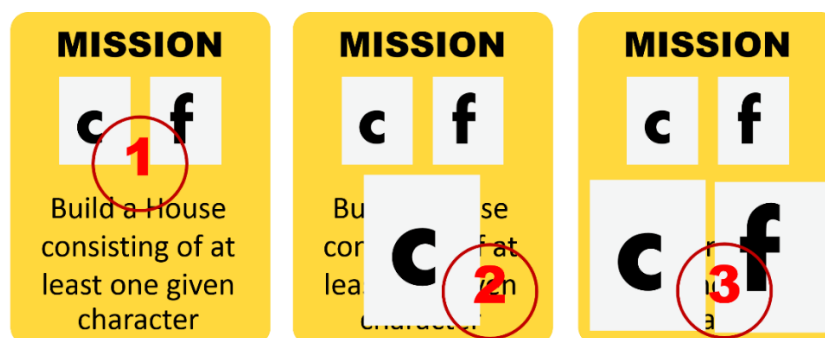 MISSION
c f
1
Build a House
consisting of at
least one given
character
MISSION
c f
c
2
MISSION
c f
c f
3